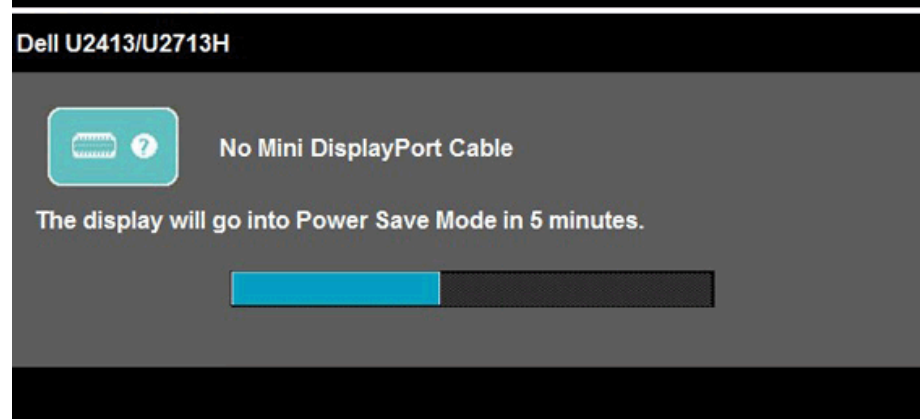 Dell U2413/U2713H
?
No Mini DisplayPort Cable
The display will go into Power Save Mode in 5 minutes.